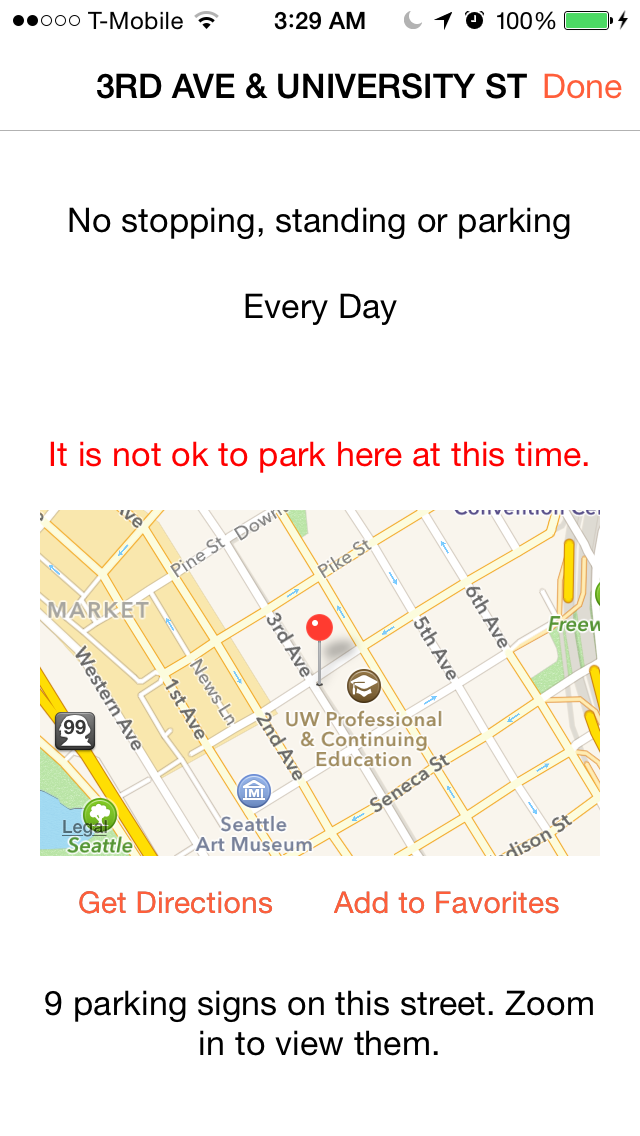 T-Mobile 3:29 AM 100%
3RD AVE & UNIVERSITY ST Done
No stopping, standing or parking
Every Day
It is not ok to park here at this time.
Ave
Pine St
Down
Convention Cen
Pike St
MARKET
3rd Ave
6th Ave
5th Ave
Freew
Western Ave
1st Ave
News Ln
2nd Ave
99
UW Professional
& Continuing
Education
Seneca St
Seattle
Art Museum
Legal
Seattle
dison St
Get Directions Add to Favorites
9 parking signs on this street. Zoom
in to view them.